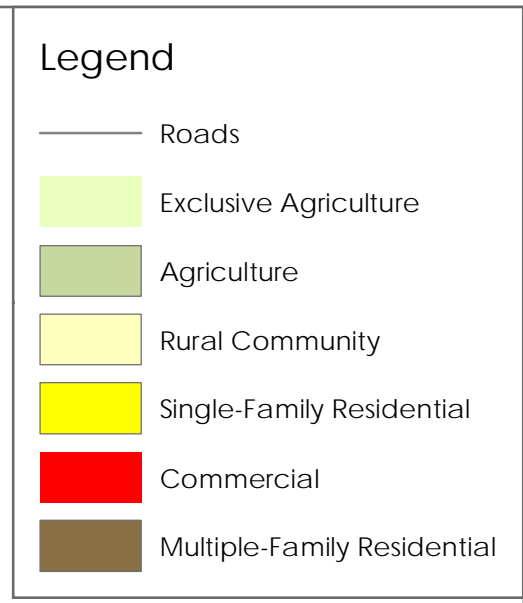 Legend
Roads
Exclusive Agriculture
Agriculture
Rural Community
Single-Family Residential
Commercial
Multiple-Family Residential